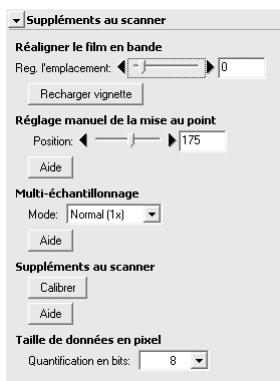 Suppléments au scanner
Réaligner le film en bande
Reg. l'emplacement: 0
Recharger vignette
Réglage manuel de la mise au point
Position: 175
Aide
Multi-échantillonnage
Mode: Normal (1x)
Aide
Suppléments au scanner
Calibrer
Aide
Taille de données en pixel
Quantification en bits: 8